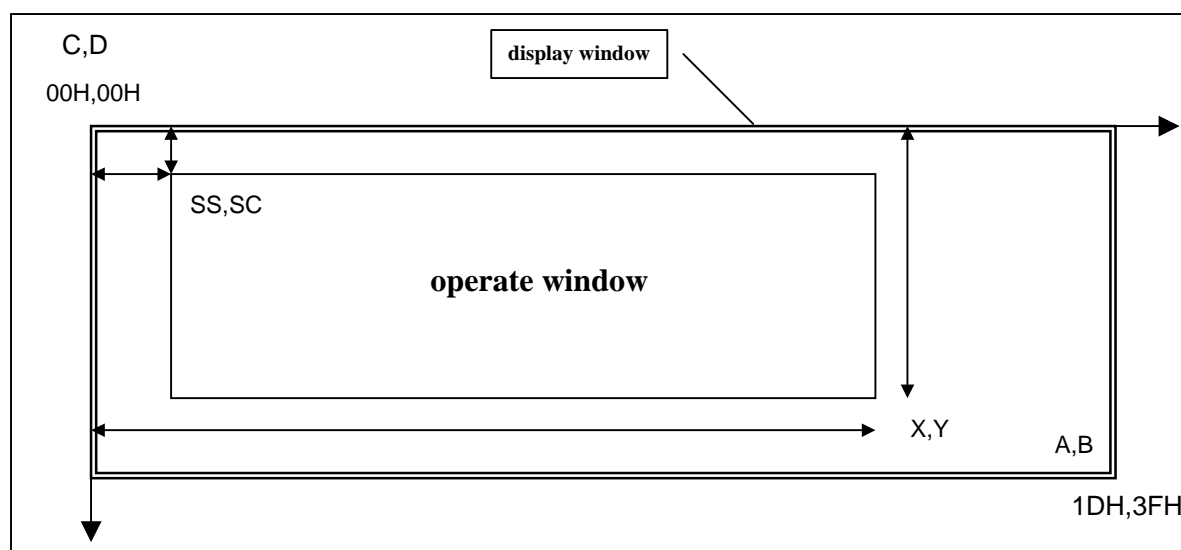 C,D
display window
00H,00H
SS,SC
operate window
X,Y
A,B
1DH,3FH